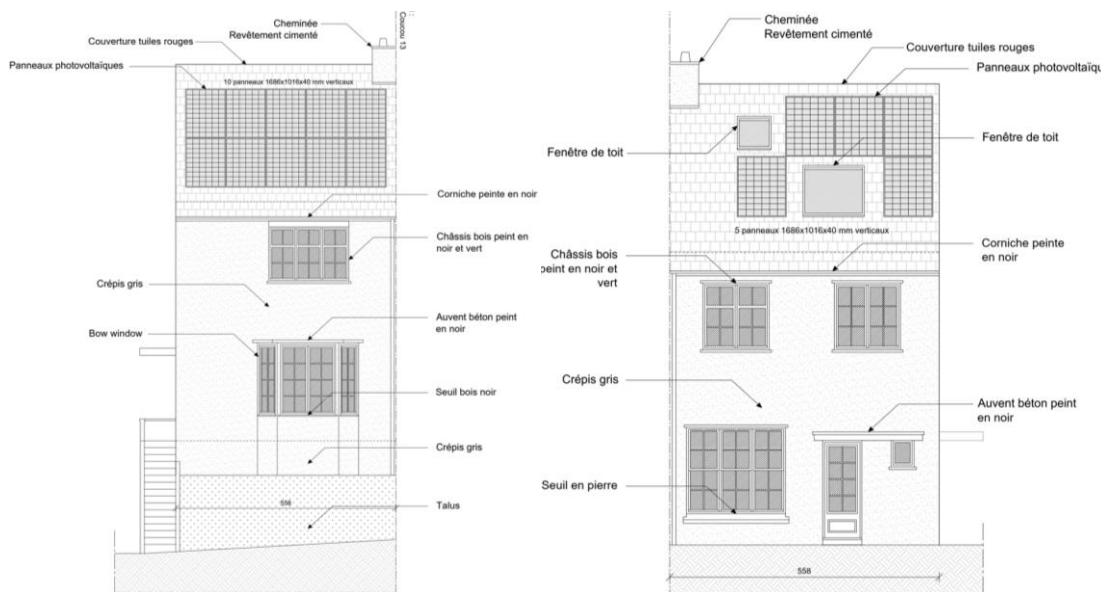 Coucou 13
Cheminée
Revêtement cimenté
Couverture tuiles rouges
Panneaux photovoltaïques
10 panneaux 1686x1016x40 mm verticaux
Corniche peinte en noir
Châssis bois peint en
noir et vert
Crépis gris
Auvent béton peint
en noir
Bow window
Seuil bois noir
Crépis gris
Talus
558
Cheminée
Revêtement cimenté
Couverture tuiles rouges
Panneaux photovoltaïqu
Fenêtre de toit
Fenêtre de toit
5 panneaux 1686x1016x40 mm verticaux
Châssis bois
peint en noir et
vert
Corniche peinte
en noir
Crépis gris
Auvent béton peint
en noir
Seuil en pierre
558